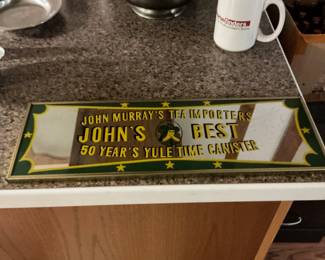 JOHN MURRAY'S TEA IMPORTERS
JOHN'S BEST
50 YEAR'S YULE TIME CANISTER